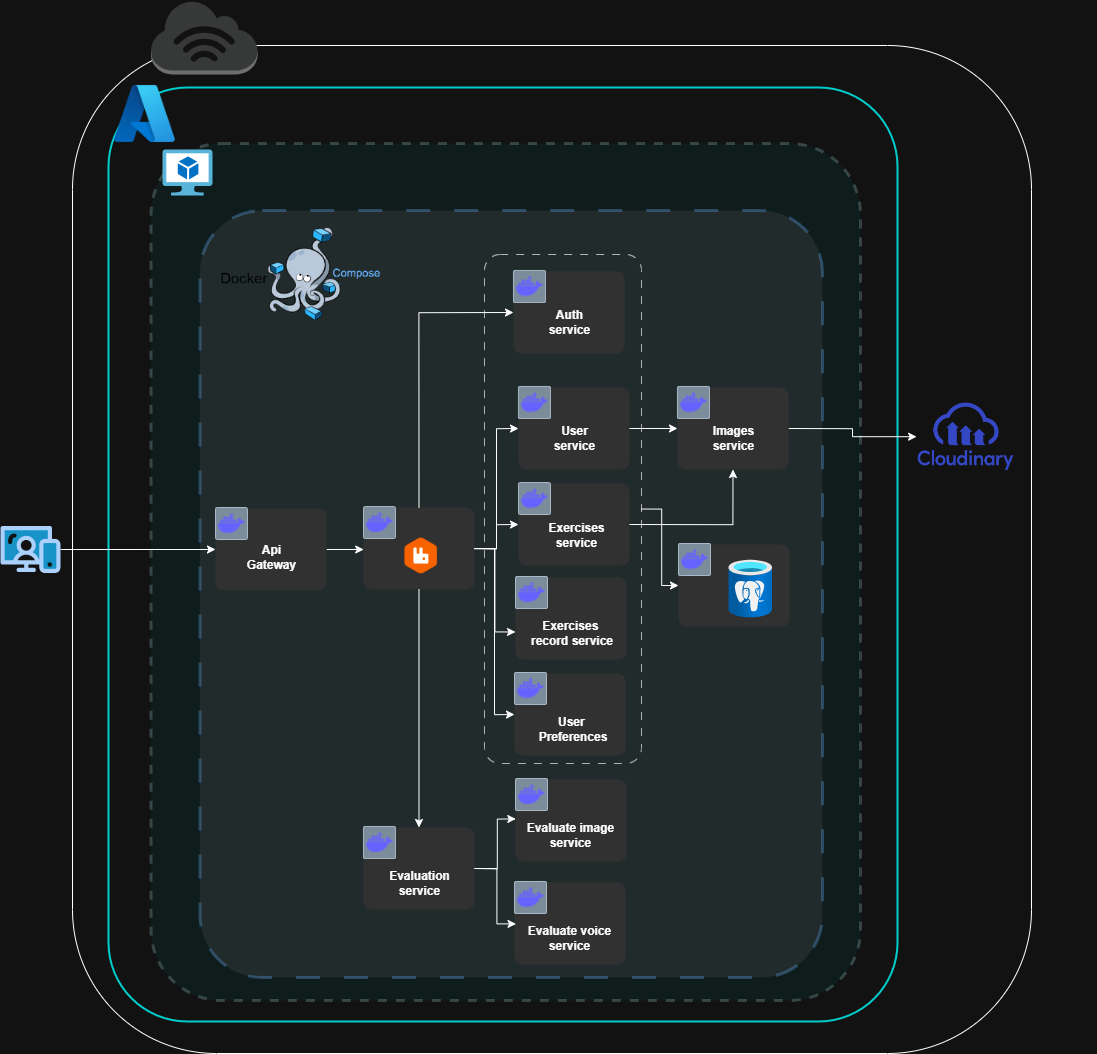 Docker
Compose
Auth
service
User
service
Images
service
Cloudinary
Exercises
service
Api
Gateway
Exercises
record service
User
Preferences
Evaluate image
service
Evaluation
service
Evaluate voice
service